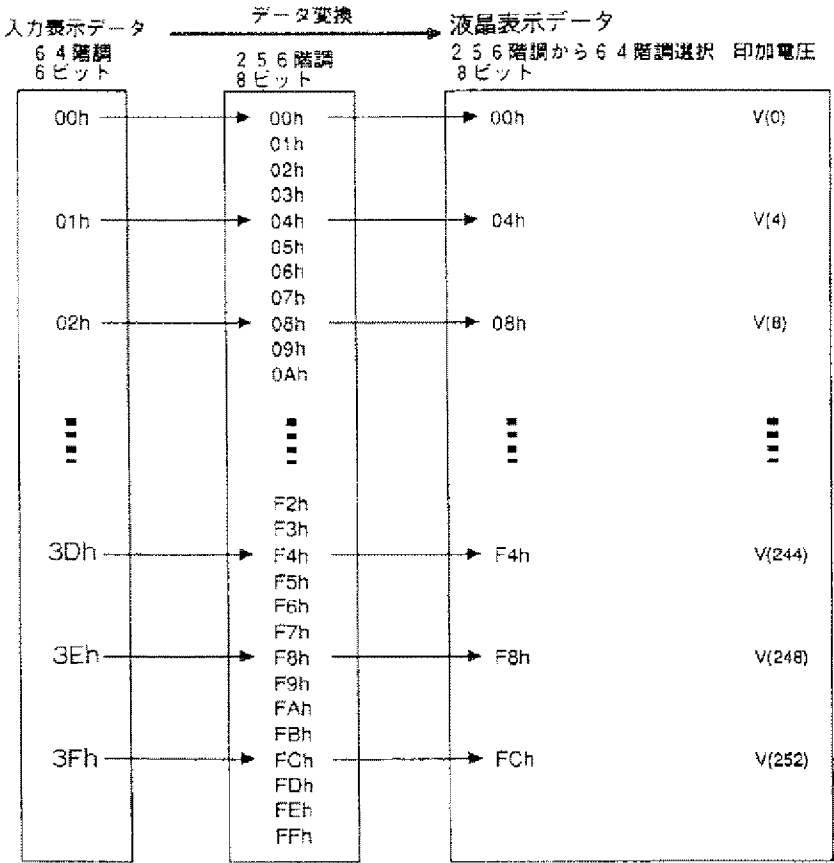 データ変換
入力表示データ
液晶表示データ
64階調
6ビット
256階調
8ビット
256階調から64階調選択 印加電圧
8ビット
00h 00h 00h V(0)
01h
02h
03h
01h 04h 04h V(4)
05h
06h
07h
02h 08h 08h V(8)
09h
0Ah
F2h
F3h
3Dh F4h F4h V(244)
F5h
F6h
F7h
3Eh F8h F8h V(248)
F9h
FAh
FBh
3Fh FCh FCh V(252)
FDh
FEh
FFh